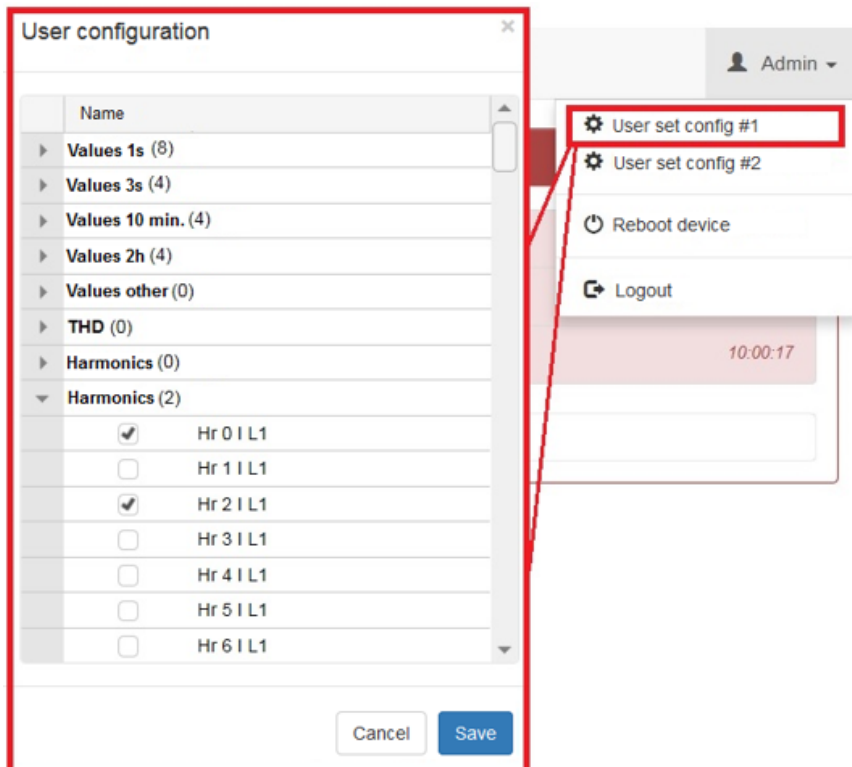 User configuration
×
Name
Values 1s (8)
Values 3s (4)
Values 10 min. (4)
Values 2h (4)
Values other (0)
THD (0)
Harmonics (0)
Harmonics (2)
Hr 0 I L1
Hr 1 I L1
Hr 2 I L1
Hr 3 I L1
Hr 4 I L1
Hr 5 I L1
Hr 6 I L1
Cancel Save
Admin
User set config #1
User set config #2
Reboot device
Logout
10:00:17